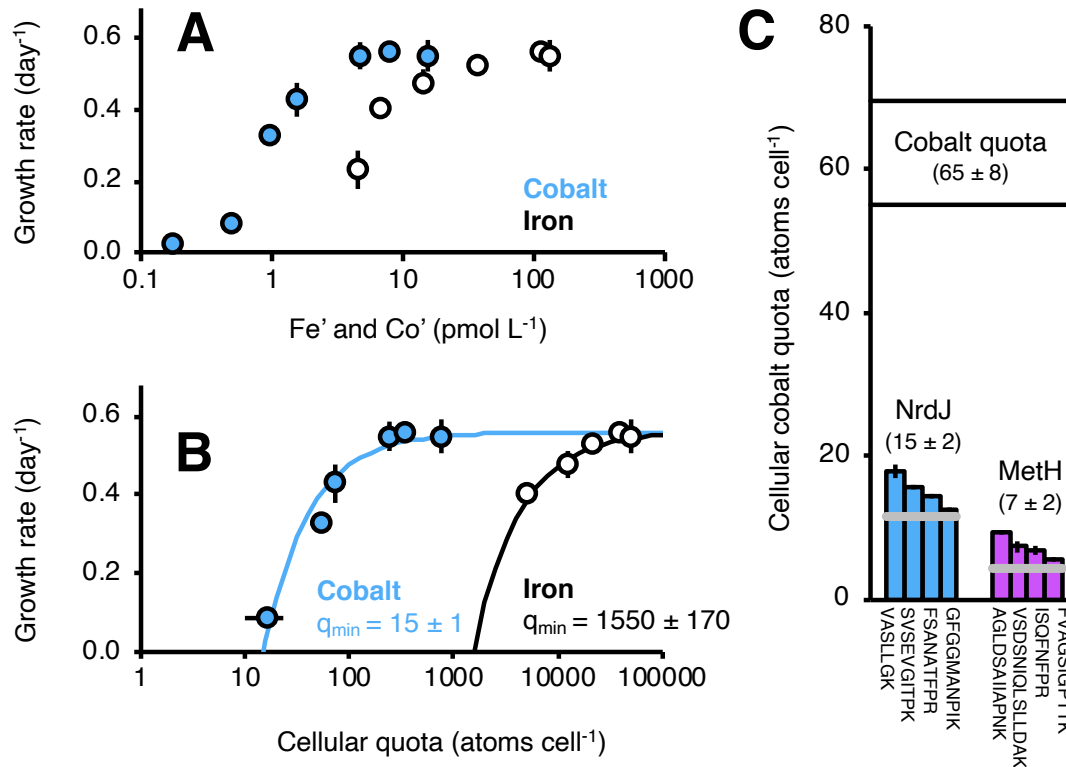 A
Growth rate (day-1)
0.6
0.4
0.2
0.0
0.1
1
10
100
1000
Cobalt
Iron
Fe’ and Co’ (pmol L-1)
B
Growth rate (day-1)
0.6
0.4
0.2
0.0
1
10
100
1000
10000
100000
Cobalt
qmin = 15 ± 1
Iron
qmin = 1550 ± 170
Cellular quota (atoms cell-1)
C
Cellular cobalt quota (atoms cell-1)
80
60
40
20
0
Cobalt quota
(65 ± 8)
NrdJ
(15 ± 2)
MetH
(7 ± 2)
VASLLGK
SVSEVGITPK
FSANATFPR
GFGGMANPIK
AGLDSAIIAPNK
VSDSNIQLSLLDAK
ISQFNFPR